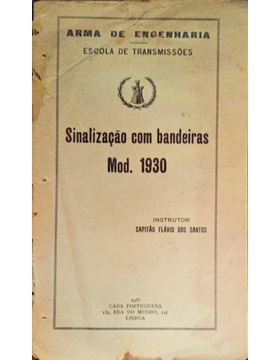 ARMA DE ENGENHARIA
ESCOLA DE TRANSMISSÕES
Sinalização com bandeiras
Mod. 1930
INSTRUTOR
CAPITÃO FLÁVIO DOS SANTOS
CASA PORTUGUESA
RUA DO MUNDO,
LISBOA